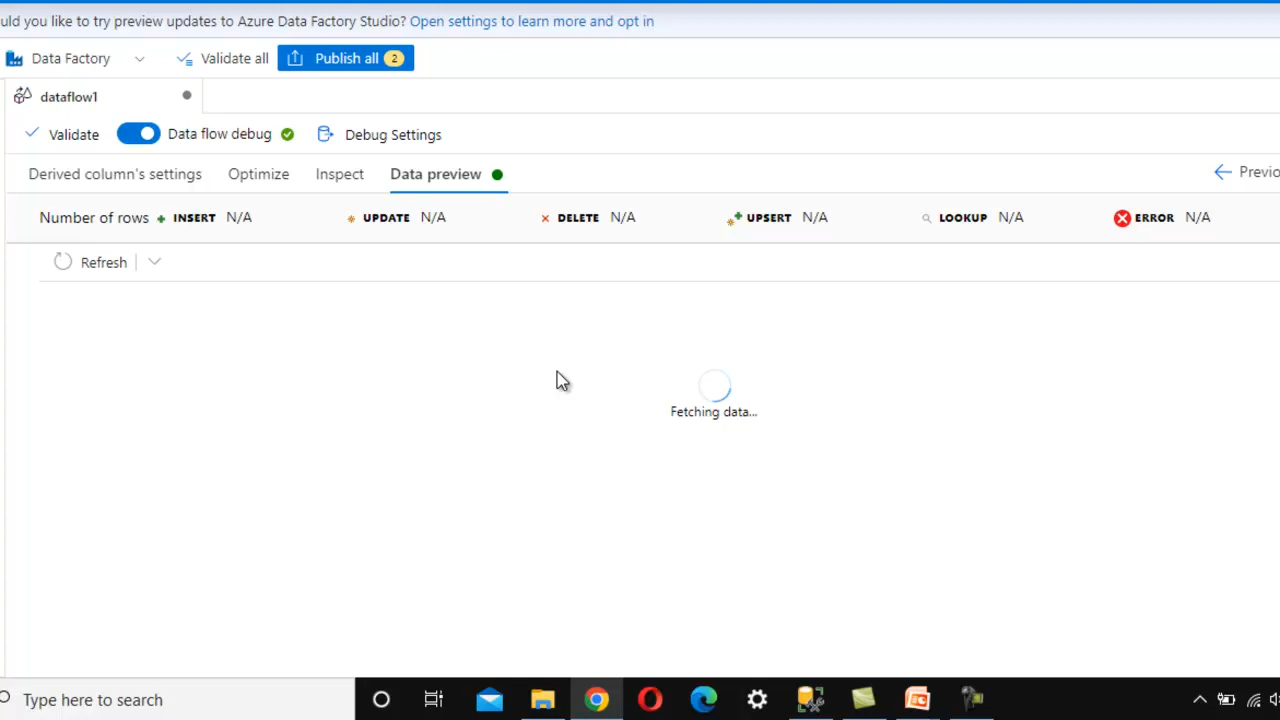 uld you like to try preview updates to Azure Data Factory Studio? Open settings to learn more and opt in
Data Factory Validate all Publish all 2
dataflow1
Validate Data flow debug Debug Settings
Derived column's settings Optimize Inspect Data preview Previo
Number of rows INSERT N/A UPDATE N/A DELETE N/A UPSERT N/A LOOKUP N/A ERROR N/A
Refresh
Fetching data...
Type here to search